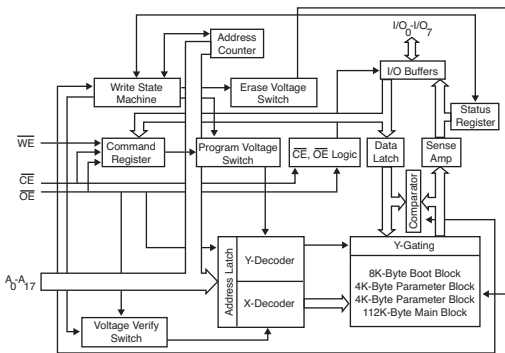 Address
Counter
I/O0-I/O7
I/O Buffers
Write State
Machine
Erase Voltage
Switch
Status
Register
WE
Command
Register
Program Voltage
Switch
CE, OE Logic
Data
Latch
Sense
Amp
CE
OE
Comparator
A0-A17
Address Latch
Y-Decoder
X-Decoder
Y-Gating
8K-Byte Boot Block
4K-Byte Parameter Block
4K-Byte Parameter Block
112K-Byte Main Block
Voltage Verify
Switch